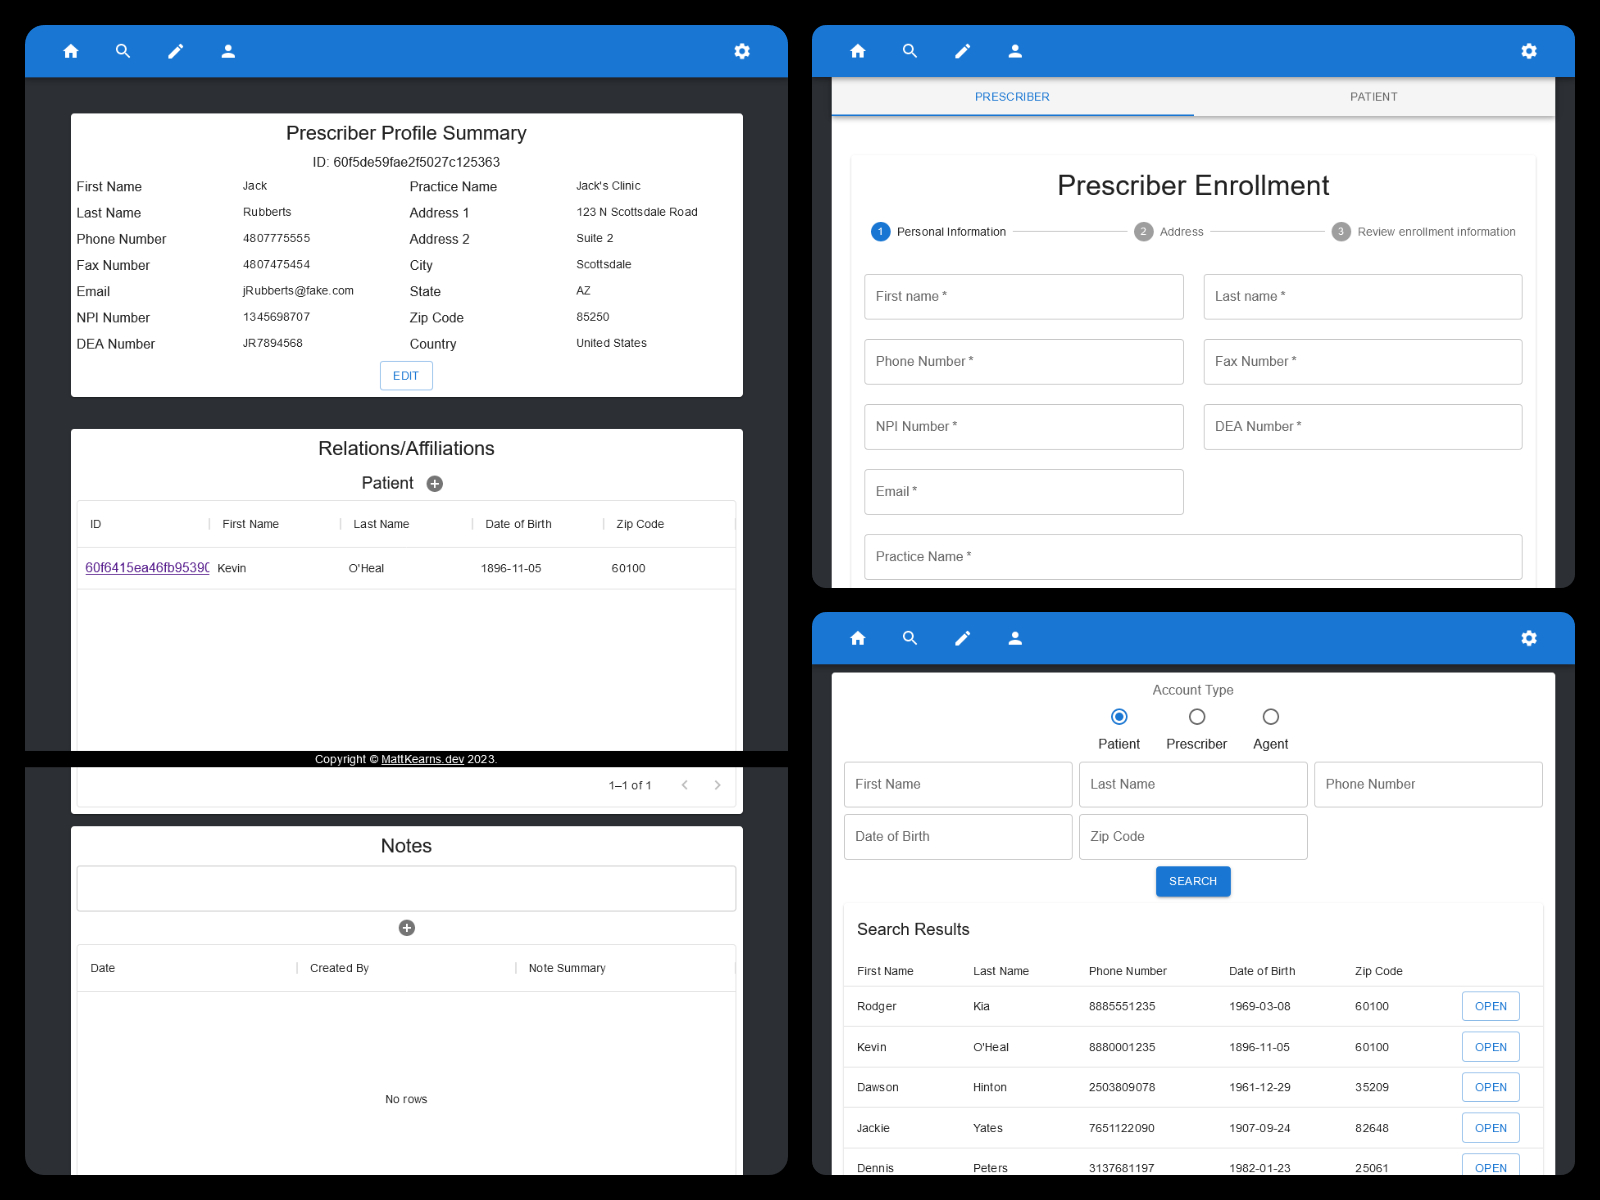 Prescriber Profile Summary
ID: 60f5de59fae2f5027c125363
First Name Jack Practice Name Jack's Clinic
Last Name Rubberts Address 1 123 N Scottsdale Road
Phone Number 4807775555 Address 2 Suite 2
Fax Number 4807475454 City Scottsdale
Email jRubberts@fake.com State AZ
NPI Number 1345698707 Zip Code 85250
DEA Number JR7894568 Country United States
EDIT
Relations/Affiliations
Patient
ID First Name Last Name Date of Birth Zip Code
60f6415ea46fb95390 Kevin O'Heal 1896-11-05 60100
Copyright © MattKearns.dev 2023.
1–1 of 1
Notes
Date Created By Note Summary
No rows
PRESCRIBER PATIENT
Prescriber Enrollment
1 Personal Information 2 Address 3 Review enrollment information
First name * Last name *
Phone Number * Fax Number *
NPI Number * DEA Number *
Email *
Practice Name *
Account Type
Patient Prescriber Agent
First Name Last Name Phone Number
Date of Birth Zip Code
SEARCH
Search Results
First Name Last Name Phone Number Date of Birth Zip Code
Rodger Kia 8885551235 1969-03-08 60100 OPEN
Kevin O'Heal 8880001235 1896-11-05 60100 OPEN
Dawson Hinton 2503809078 1961-12-29 35209 OPEN
Jackie Yates 7651122090 1907-09-24 82648 OPEN
Dennis Peters 3137681197 1982-01-23 25061 OPEN